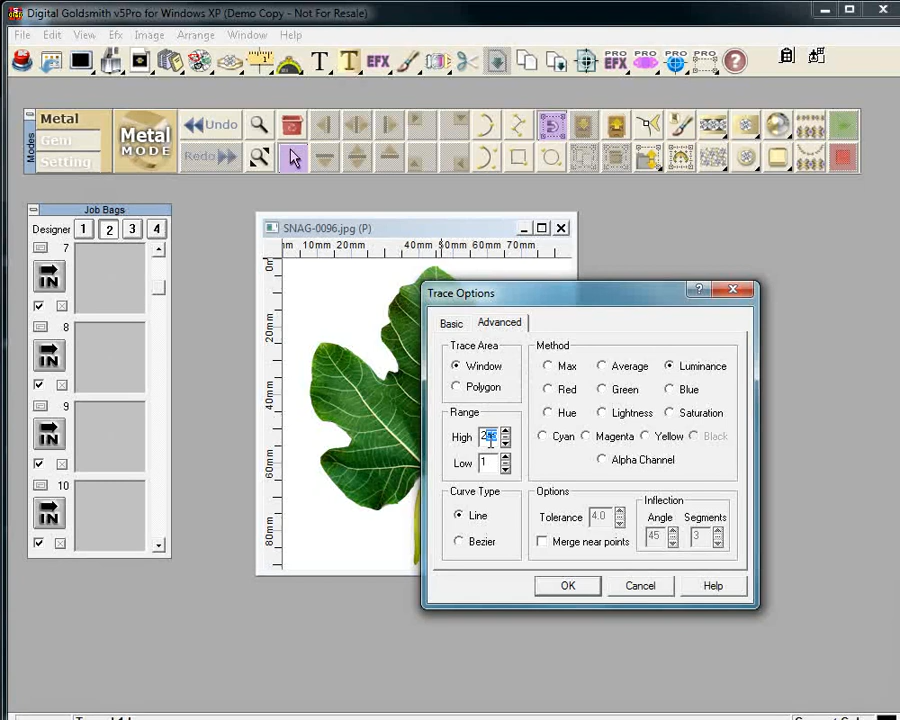 Digital Goldsmith v5Pro for Windows XP (Demo Copy - Not For Resale)
File Edit View Efx Image Arrange Window Help
T T EFX PRO EFX PRO PRO ?
Modes
Metal
Gem
Setting
Metal MODE
Undo
Redo
Job Bags
Designer 1 2 3 4
7
IN
8
IN
9
IN
10
IN
SNAG-0096.jpg (P)
10mm 20mm 40mm 50mm 60mm 70mm
20mm
40mm
60mm
80mm
Trace Options
Basic Advanced
Trace Area
Window
Polygon
Range
High
Low 1
Curve Type
Line
Bezier
Method
Max Average Luminance
Red Green Blue
Hue Lightness Saturation
Cyan Magenta Yellow Black
Alpha Channel
Options
Tolerance 4.0
Merge near points
Inflection
Angle Segments
45 3
OK Cancel Help